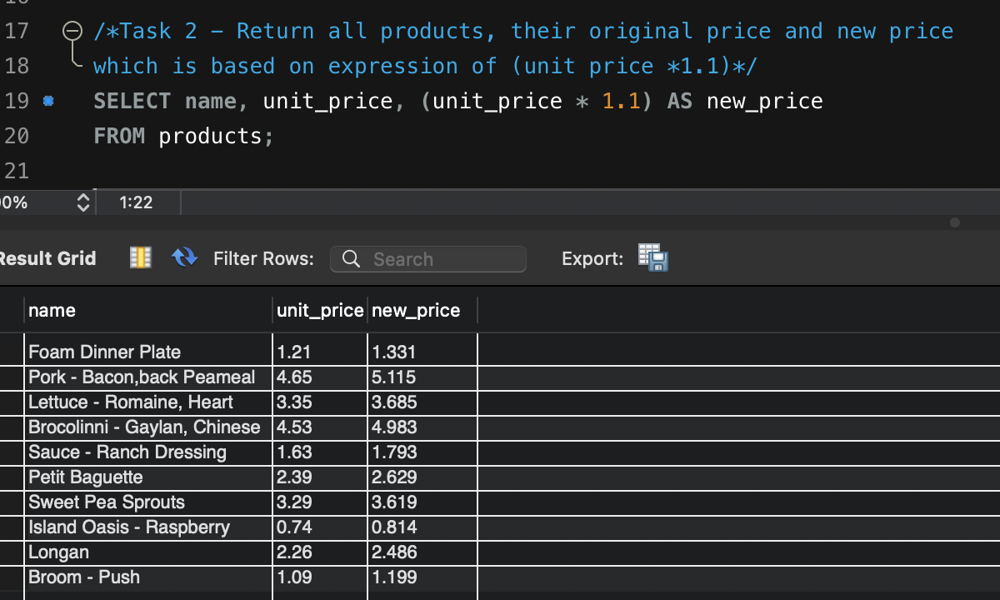 17 /*Task 2 – Return all products, their original price and new price
18 which is based on expression of (unit price *1.1)*/
19 SELECT name, unit_price, (unit_price * 1.1) AS new_price
20 FROM products;
21
0% 1:22
Result Grid Filter Rows: Search Export:
name unit_price new_price
Foam Dinner Plate 1.21 1.331
Pork - Bacon,back Peameal 4.65 5.115
Lettuce - Romaine, Heart 3.35 3.685
Brocolinni - Gaylan, Chinese 4.53 4.983
Sauce - Ranch Dressing 1.63 1.793
Petit Baguette 2.39 2.629
Sweet Pea Sprouts 3.29 3.619
Island Oasis - Raspberry 0.74 0.814
Longan 2.26 2.486
Broom - Push 1.09 1.199